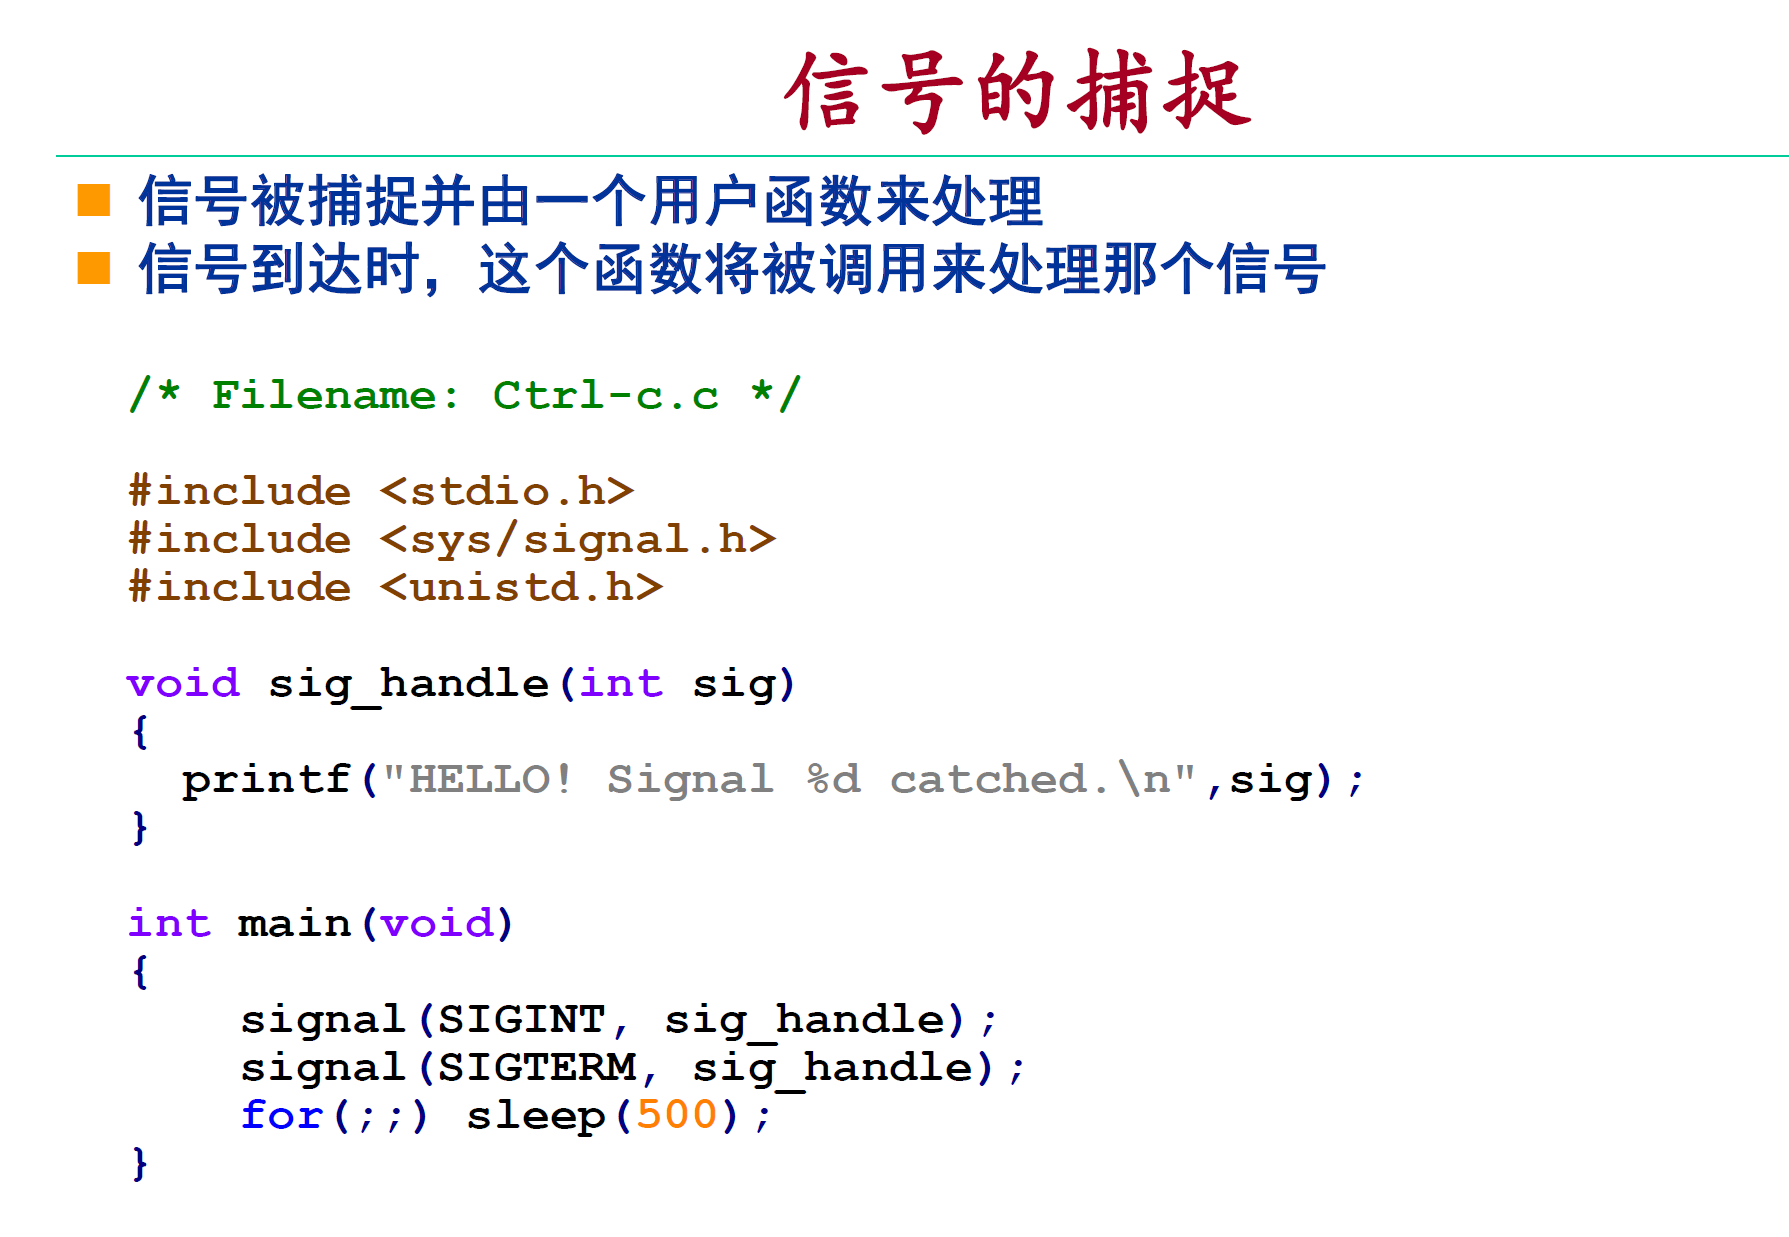 信号的捕捉
信号被捕捉并由一个用户函数来处理
信号到达时，这个函数将被调用来处理那个信号
/* Filename: Ctrl-c.c */
#include <stdio.h>
#include <sys/signal.h>
#include <unistd.h>
void sig_handle(int sig)
{
  printf("HELLO! Signal %d catched.\n",sig);
}
int main(void)
{
    signal(SIGINT, sig_handle);
    signal(SIGTERM, sig_handle);
    for(;;) sleep(500);
}